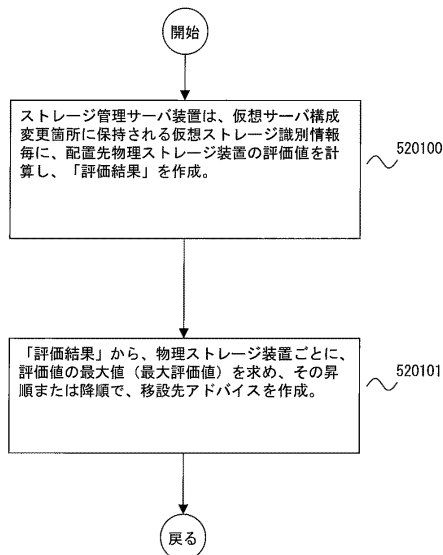 開始
ストレージ管理サーバ装置は、仮想サーバ構成
変更箇所に保持される仮想ストレージ識別情報
毎に、配置先物理ストレージ装置の評価値を計
算し、「評価結果」を作成。
520100
「評価結果」から、物理ストレージ装置ごとに、
評価値の最大値（最大評価値）を求め、その昇
順または降順で、移設先アドバイスを作成。
520101
戻る